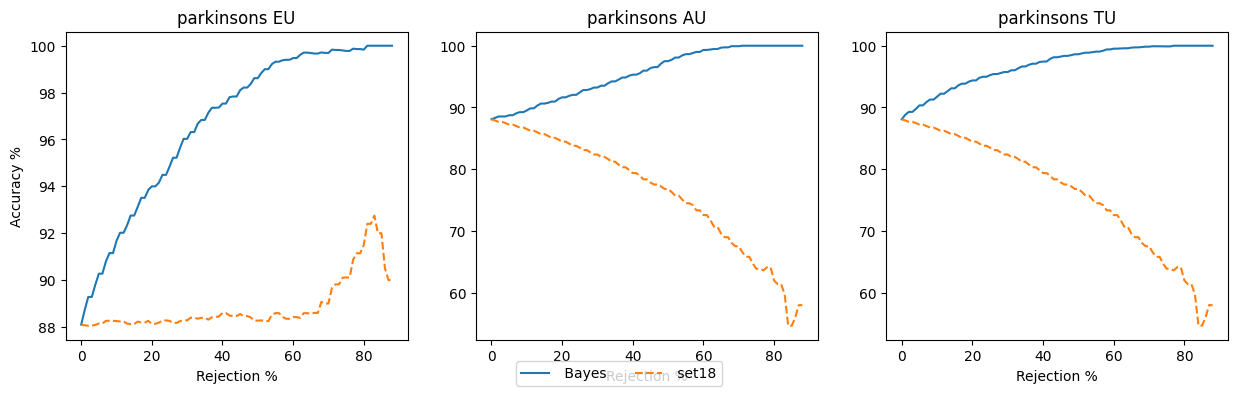 parkinsons EU
parkinsons AU
parkinsons TU
Accuracy %
100
98
96
94
92
90
88
0 20 40 60 80
Rejection %
100
90
80
70
60
0 20 40 60 80
Rejection %
100
90
80
70
60
0 20 40 60 80
Rejection %
Bayes
set18